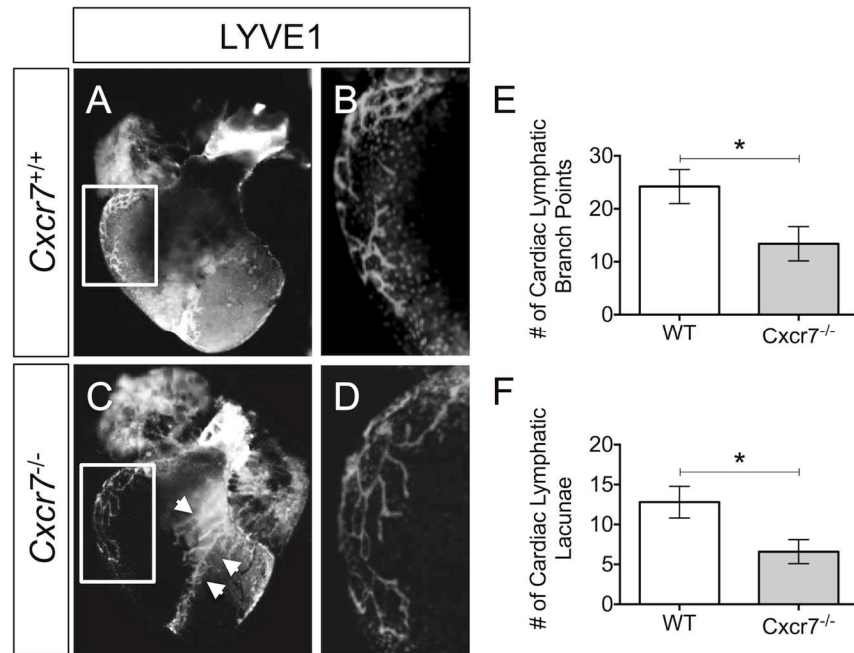 LYVE1
Cxcr7+/+
Cxcr7-/-
A
B
C
D
E
# of Cardiac Lymphatic
Branch Points
30
20
10
0
*
WT
Cxcr7-/-
F
# of Cardiac Lymphatic
Lacunae
20
15
10
5
0
*
WT
Cxcr7-/-